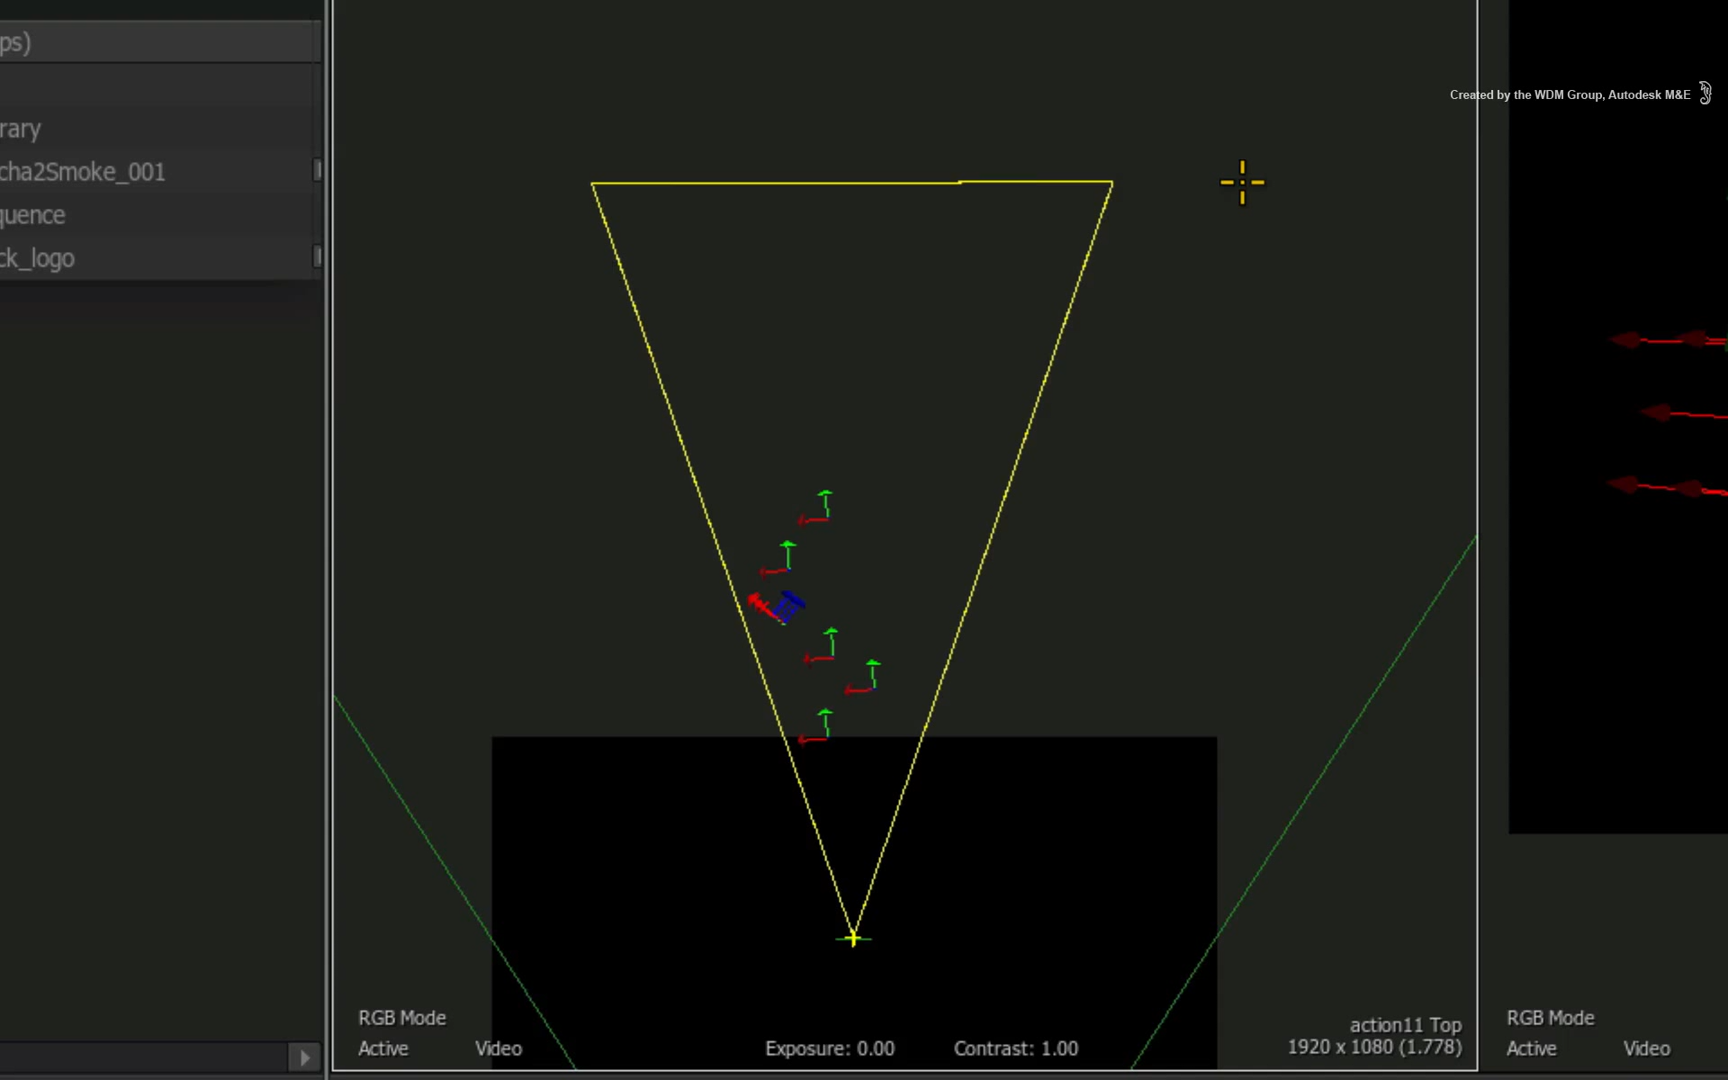 ps)
rary
cha2Smoke_001
quence
ck_logo
Created by the WDM Group, Autodesk M&E
RGB Mode
Active Video Exposure: 0.00 Contrast: 1.00
action11 Top
1920 x 1080 (1.778)
RGB Mode
Active Video